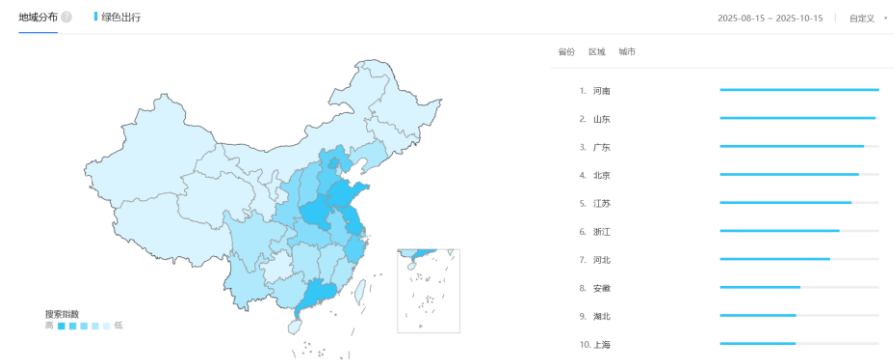 地域分布 ? 绿色出行
2025-08-15 ~ 2025-10-15 自定义
省份 区域 城市
1. 河南
2. 山东
3. 广东
4. 北京
5. 江苏
6. 浙江
7. 河北
8. 安徽
9. 湖北
10. 上海
搜索指数
高 低